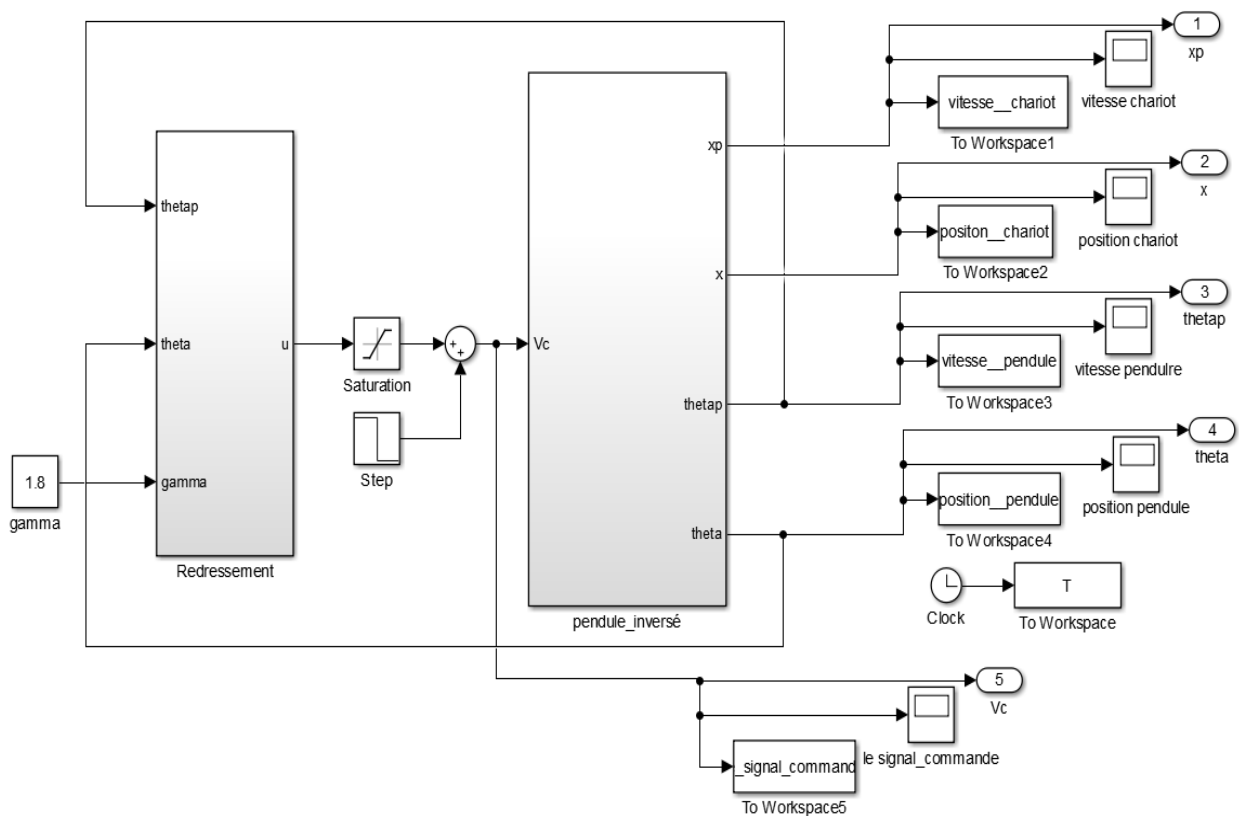 1
xp
vitesse chariot
vitesse__chariot
To Workspace1
xp
2
x
position chariot
positon__chariot
To Workspace2
x
3
thetap
vitesse pendulre
vitesse__pendule
To Workspace3
thetap
4
theta
position pendule
position__pendule
To Workspace4
theta
thetap
theta
gamma
u
Redressement
1.8
gamma
Saturation
Step
+
+
Vc
pendule_inversé
Clock
T
To Workspace
5
Vc
le signal_commande
_signal_command
To Workspace5